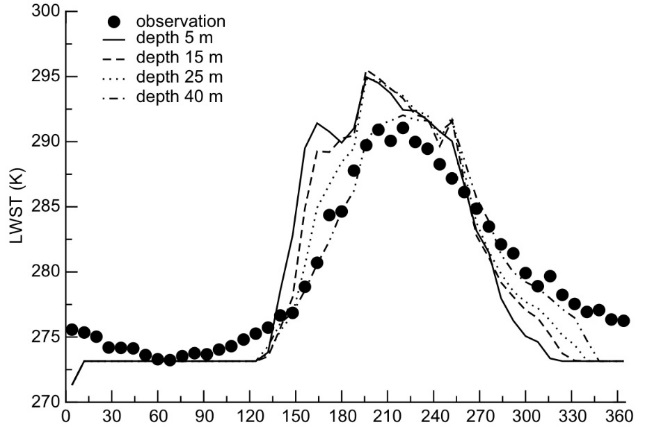 300
295
290
285
280
275
270
LWST (K)
observation
depth 5 m
depth 15 m
depth 25 m
depth 40 m
0 30 60 90 120 150 180 210 240 270 300 330 360